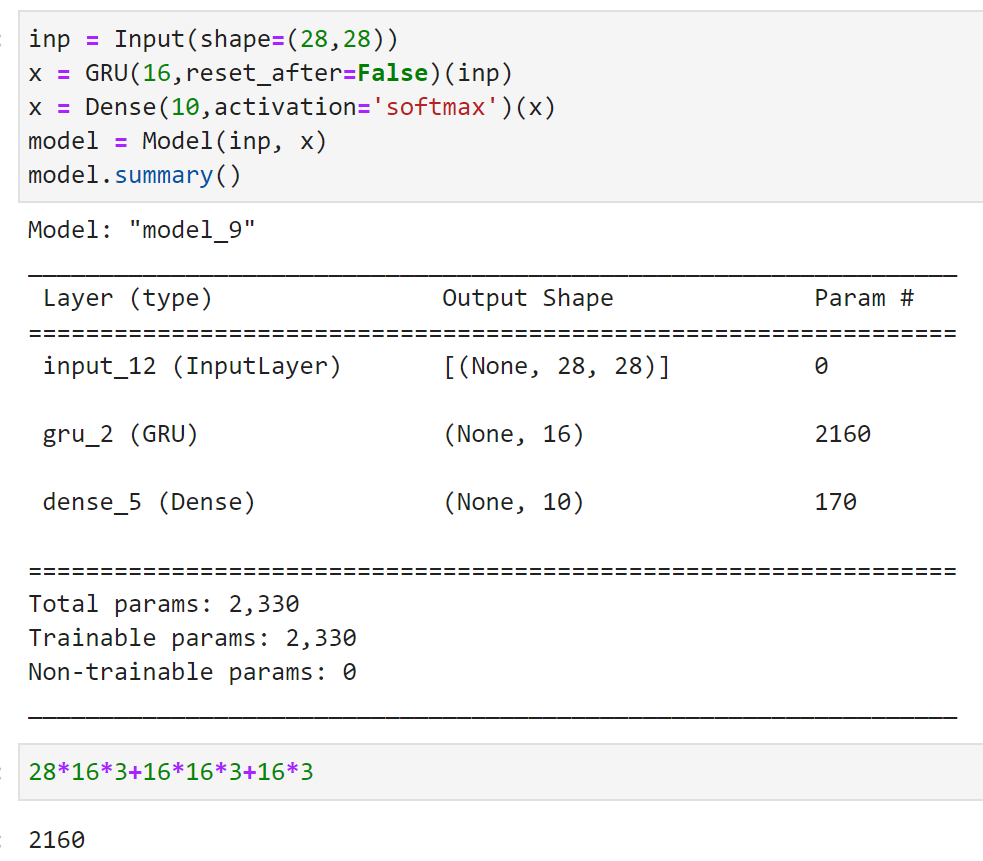 inp = Input(shape=(28,28))
x = GRU(16,reset_after=False)(inp)
x = Dense(10,activation='softmax')(x)
model = Model(inp, x)
model.summary()
Model: "model_9"
_________________________________________________________________
Layer (type) Output Shape Param #
=================================================================
input_12 (InputLayer) [(None, 28, 28)] 0
gru_2 (GRU) (None, 16) 2160
dense_5 (Dense) (None, 10) 170
=================================================================
Total params: 2,330
Trainable params: 2,330
Non-trainable params: 0
_________________________________________________________________
28*16*3+16*16*3+16*3
2160